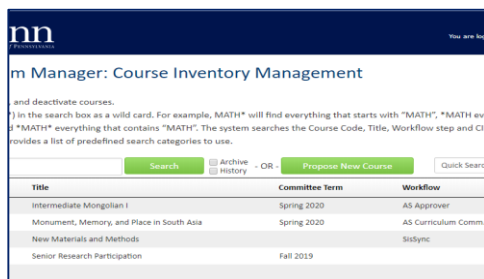 nn
of Pennsylvania
You are log
m Manager: Course Inventory Management
, and deactivate courses.
*) in the search box as a wild card. For example, MATH* will find everything that starts with "MATH", *MATH ev
d *MATH* everything that contains "MATH". The system searches the Course Code, Title, Workflow step and CI
rovides a list of predefined search categories to use.
Search Archive - OR - Propose New Course Quick Searc
History
Title Committee Term Workflow
Intermediate Mongolian I Spring 2020 AS Approver
Monument, Memory, and Place in South Asia Spring 2020 AS Curriculum Comm.
New Materials and Methods SisSync
Senior Research Participation Fall 2019